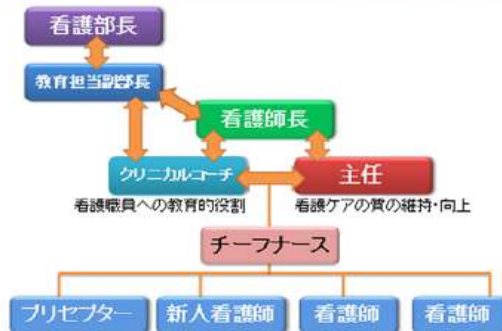 看護部長
教育担当副部長
看護師長
クリニカルコーチ
主任
看護職員への教育的役割
看護ケアの質の維持・向上
チーフナース
プリセプター
新人看護師
看護師
看護師